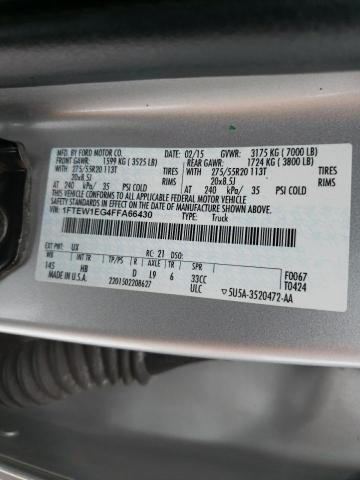 MFD. BY FORD MOTOR CO. 02/15 GVWR: 3175 KG ( 7000 LB)
FRONT GAWR: 1599 KG ( 3525 LB) REAR GAWR: 1724 KG ( 3800 LB)
WITH 275/55R20 113T TIRES WITH 275/55R20 113T TIRES
20x8.5J RIMS 20x8.5J RIMS
AT 240 kPa/ 35 PSI COLD AT 240 kPa/ 35 PSI COLD
THIS VEHICLE CONFORMS TO ALL APPLICABLE FEDERAL MOTOR VEHICLE
SAFETY AND THEFT PREVENTION STANDARDS IN EFFECT ON THE DATE OF
MANUFACTURE SHOWN ABOVE.
VIN: 1FTEW1EG4FFA66430
TYPE: Truck
EXT PNT: UX RC: 21 DSO:
WB INT TR TP/PS R AXLE TR SPR F0067
145 HB D L9 6 33CC T0424
ULC ▽5U5A-3520472-AA
MADE IN U.S.A. 2201502208627